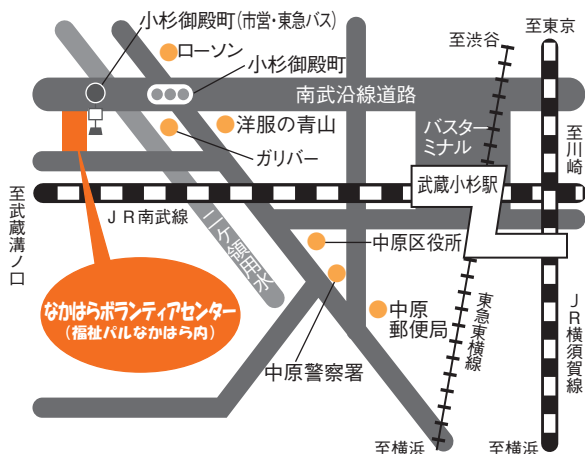 小杉御殿町(市営・東急バス)
ローソン
小杉御殿町
至渋谷
至東京
南武沿線道路
洋服の青山
ガリバー
バスター
ミナル
至川崎
武蔵小杉駅
至武蔵溝ノ口
JR南武線
二ヶ領用水
中原区役所
なかはらボランティアセンター
(福祉パルなかはら内)
中原
郵便局
中原警察署
東急東横線
JR横須賀線
至横浜
至横浜